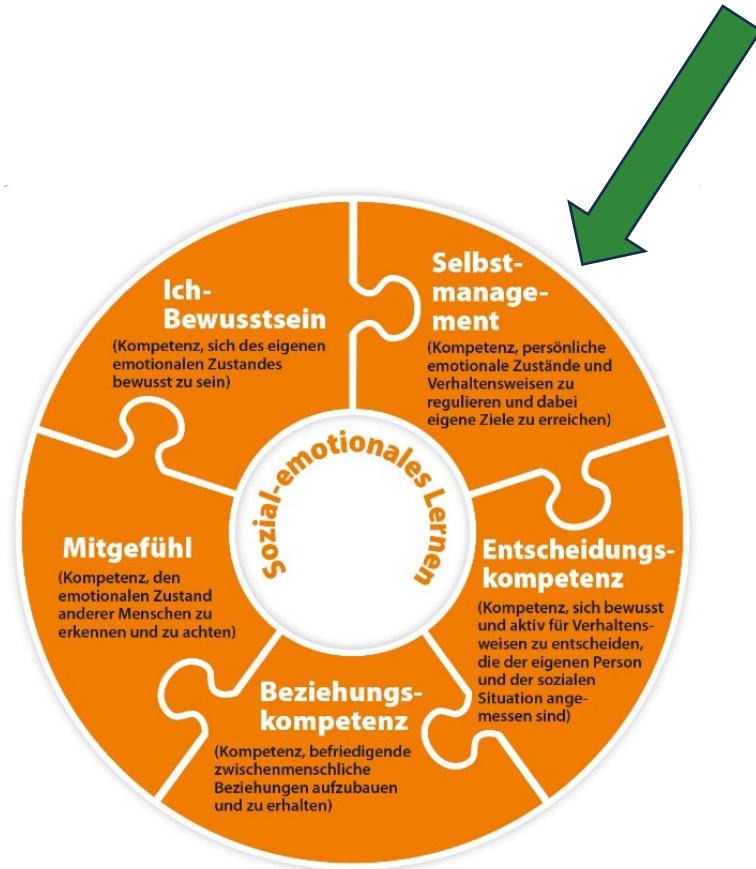 Ich-
Bewusstsein
(Kompetenz, sich des eigenen
emotionalen Zustandes
bewusst zu sein)
Selbst-
manage-
ment
(Kompetenz, persönliche
emotionale Zustände und
Verhaltensweisen zu
regulieren und dabei
eigene Ziele zu erreichen)
Sozial-emotionales Lernen
Mitgefühl
(Kompetenz, den
emotionalen Zustand
anderer Menschen zu
erkennen und zu achten)
Entscheidungs-
kompetenz
(Kompetenz, sich bewusst
und aktiv für Verhaltens-
weisen zu entscheiden,
die der eigenen Person
und der sozialen
Situation ange-
messen sind)
Beziehungs-
kompetenz
(Kompetenz, befriedigende
zwischenmenschliche
Beziehungen aufzubauen
und zu erhalten)